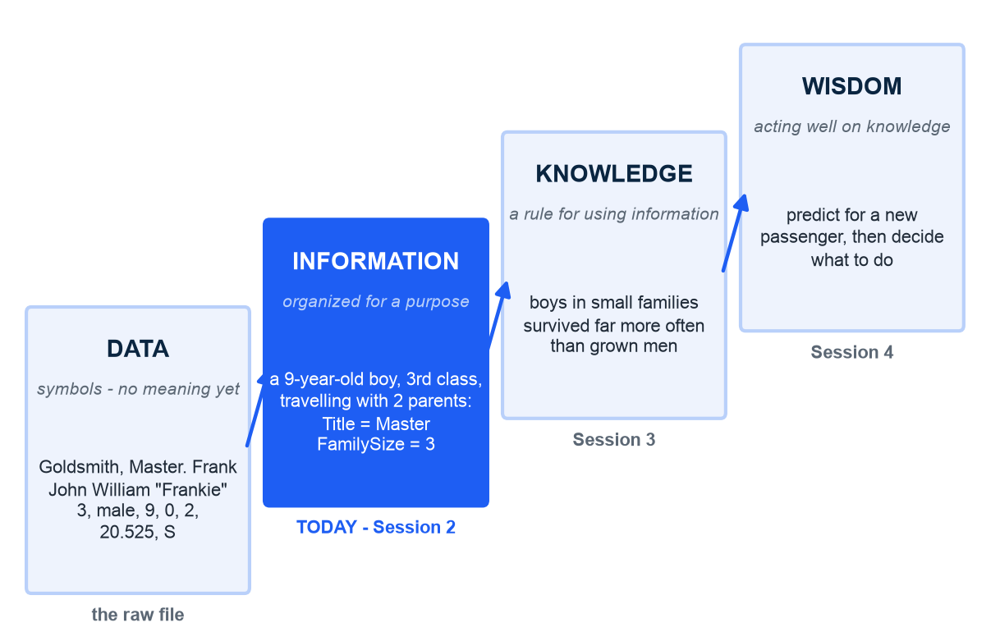 DATA
symbols - no meaning yet
Goldsmith, Master. Frank
John William "Frankie"
3, male, 9, 0, 2,
20.525, S
the raw file
INFORMATION
organized for a purpose
a 9-year-old boy, 3rd class,
travelling with 2 parents:
Title = Master
FamilySize = 3
TODAY - Session 2
KNOWLEDGE
a rule for using information
boys in small families
survived far more often
than grown men
Session 3
WISDOM
acting well on knowledge
predict for a new
passenger, then decide
what to do
Session 4